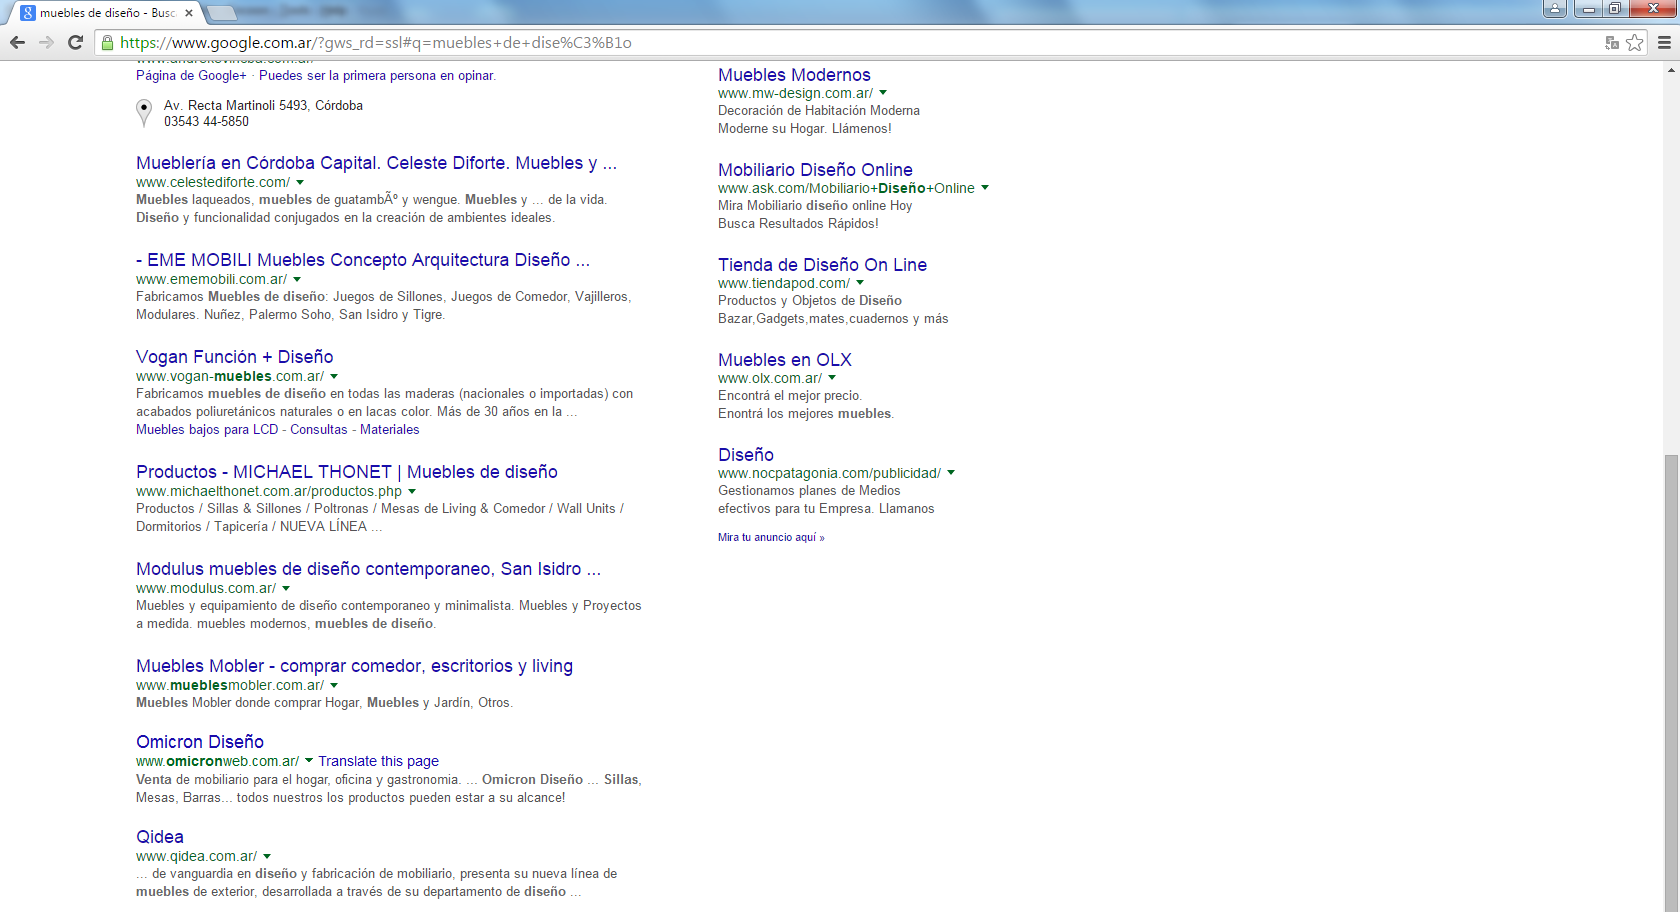 muebles de diseño - Busc
https://www.google.com.ar/?gws_rd=ssl#q=muebles+de+dise%C3%B1o
Página de Google+ · Puedes ser la primera persona en opinar.
Av. Recta Martinoli 5493, Córdoba
03543 44-5850
Mueblería en Córdoba Capital. Celeste Diforte. Muebles y ...
www.celestediforte.com/
Muebles laqueados, muebles de guatambÃº y wengue. Muebles y ... de la vida.
Diseño y funcionalidad conjugados en la creación de ambientes ideales.
- EME MOBILI Muebles Concepto Arquitectura Diseño ...
www.ememobili.com.ar/
Fabricamos Muebles de diseño: Juegos de Sillones, Juegos de Comedor, Vajilleros,
Modulares. Nuñez, Palermo Soho, San Isidro y Tigre.
Vogan Función + Diseño
www.vogan-muebles.com.ar/
Fabricamos muebles de diseño en todas las maderas (nacionales o importadas) con
acabados poliuretánicos naturales o en lacas color. Más de 30 años en la ...
Muebles bajos para LCD - Consultas - Materiales
Productos - MICHAEL THONET | Muebles de diseño
www.michaelthonet.com.ar/productos.php
Productos / Sillas & Sillones / Poltronas / Mesas de Living & Comedor / Wall Units /
Dormitorios / Tapicería / NUEVA LÍNEA ...
Modulus muebles de diseño contemporaneo, San Isidro ...
www.modulus.com.ar/
Muebles y equipamiento de diseño contemporaneo y minimalista. Muebles y Proyectos
a medida. muebles modernos, muebles de diseño.
Muebles Mobler - comprar comedor, escritorios y living
www.mueblesmobler.com.ar/
Muebles Mobler donde comprar Hogar, Muebles y Jardín, Otros.
Omicron Diseño
www.omicronweb.com.ar/ Translate this page
Venta de mobiliario para el hogar, oficina y gastronomia. ... Omicron Diseño ... Sillas,
Mesas, Barras... todos nuestros los productos pueden estar a su alcance!
Qidea
www.qidea.com.ar/
... de vanguardia en diseño y fabricación de mobiliario, presenta su nueva línea de
muebles de exterior, desarrollada a través de su departamento de diseño ...
Muebles Modernos
www.mw-design.com.ar/
Decoración de Habitación Moderna
Moderne su Hogar. Llámenos!
Mobiliario Diseño Online
www.ask.com/Mobiliario+Diseño+Online
Mira Mobiliario diseño online Hoy
Busca Resultados Rápidos!
Tienda de Diseño On Line
www.tiendapod.com/
Productos y Objetos de Diseño
Bazar,Gadgets,mates,cuadernos y más
Muebles en OLX
www.olx.com.ar/
Encontrá el mejor precio.
Enontrá los mejores muebles.
Diseño
www.nocpatagonia.com/publicidad/
Gestionamos planes de Medios
efectivos para tu Empresa. Llamanos
Mira tu anuncio aquí »